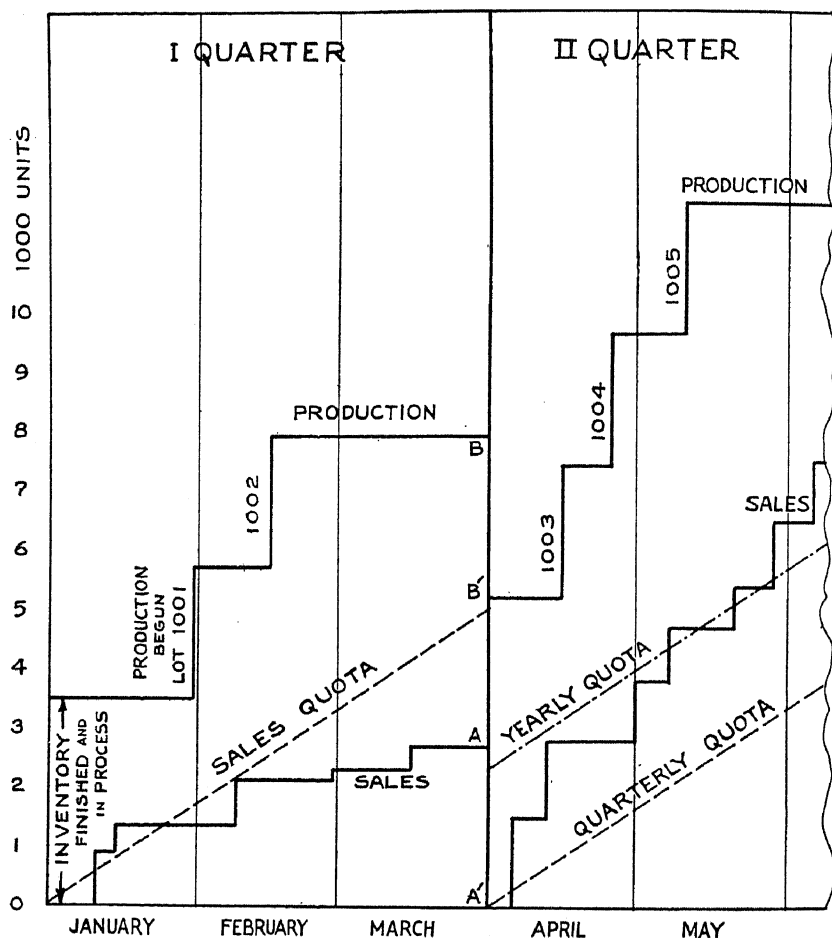 I QUARTER
II QUARTER
1000 UNITS
10
9
8
7
6
5
4
3
2
1
0
INVENTORY
FINISHED AND
IN PROCESS
PRODUCTION
BEGUN
LOT 1001
1002
PRODUCTION
SALES QUOTA
SALES
A
B
B'
A'
1003
1004
1005
PRODUCTION
SALES
YEARLY QUOTA
QUARTERLY QUOTA
JANUARY
FEBRUARY
MARCH
APRIL
MAY